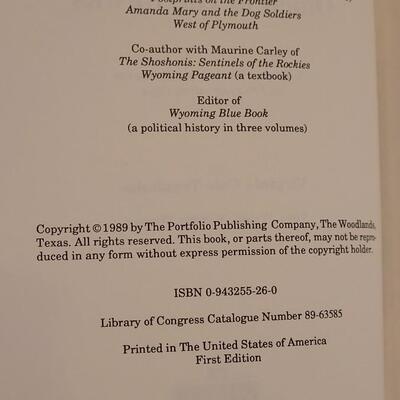 Footprints on the Frontier
Amanda Mary and the Dog Soldiers
West of Plymouth
Co-author with Maurine Carley of
The Shoshonis: Sentinels of the Rockies
Wyoming Pageant (a textbook)
Editor of
Wyoming Blue Book
(a political history in three volumes)
Copyright © 1989 by The Portfolio Publishing Company, The Woodlands,
Texas. All rights reserved. This book, or parts thereof, may not be repro-
duced in any form without express permission of the copyright holder.
ISBN 0-943255-26-0
Library of Congress Catalogue Number 89-63585
Printed in The United States of America
First Edition